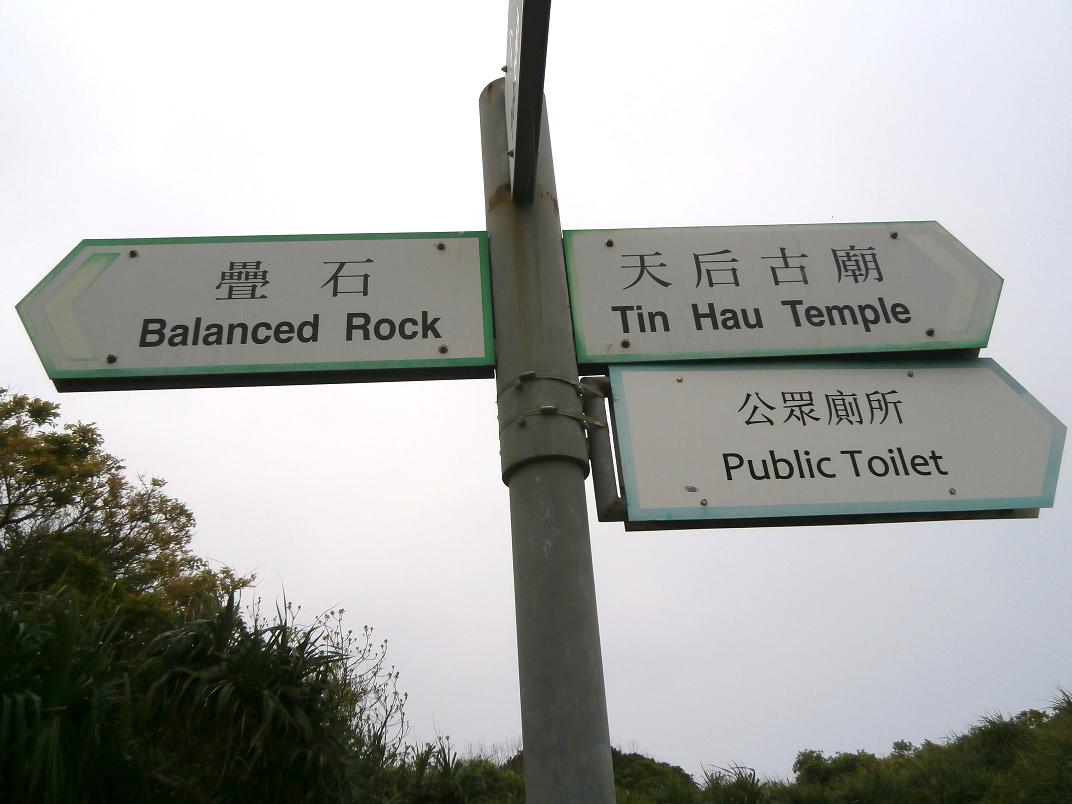 疊石
Balanced Rock
天后古廟
Tin Hau Temple
公眾廁所
Public Toilet